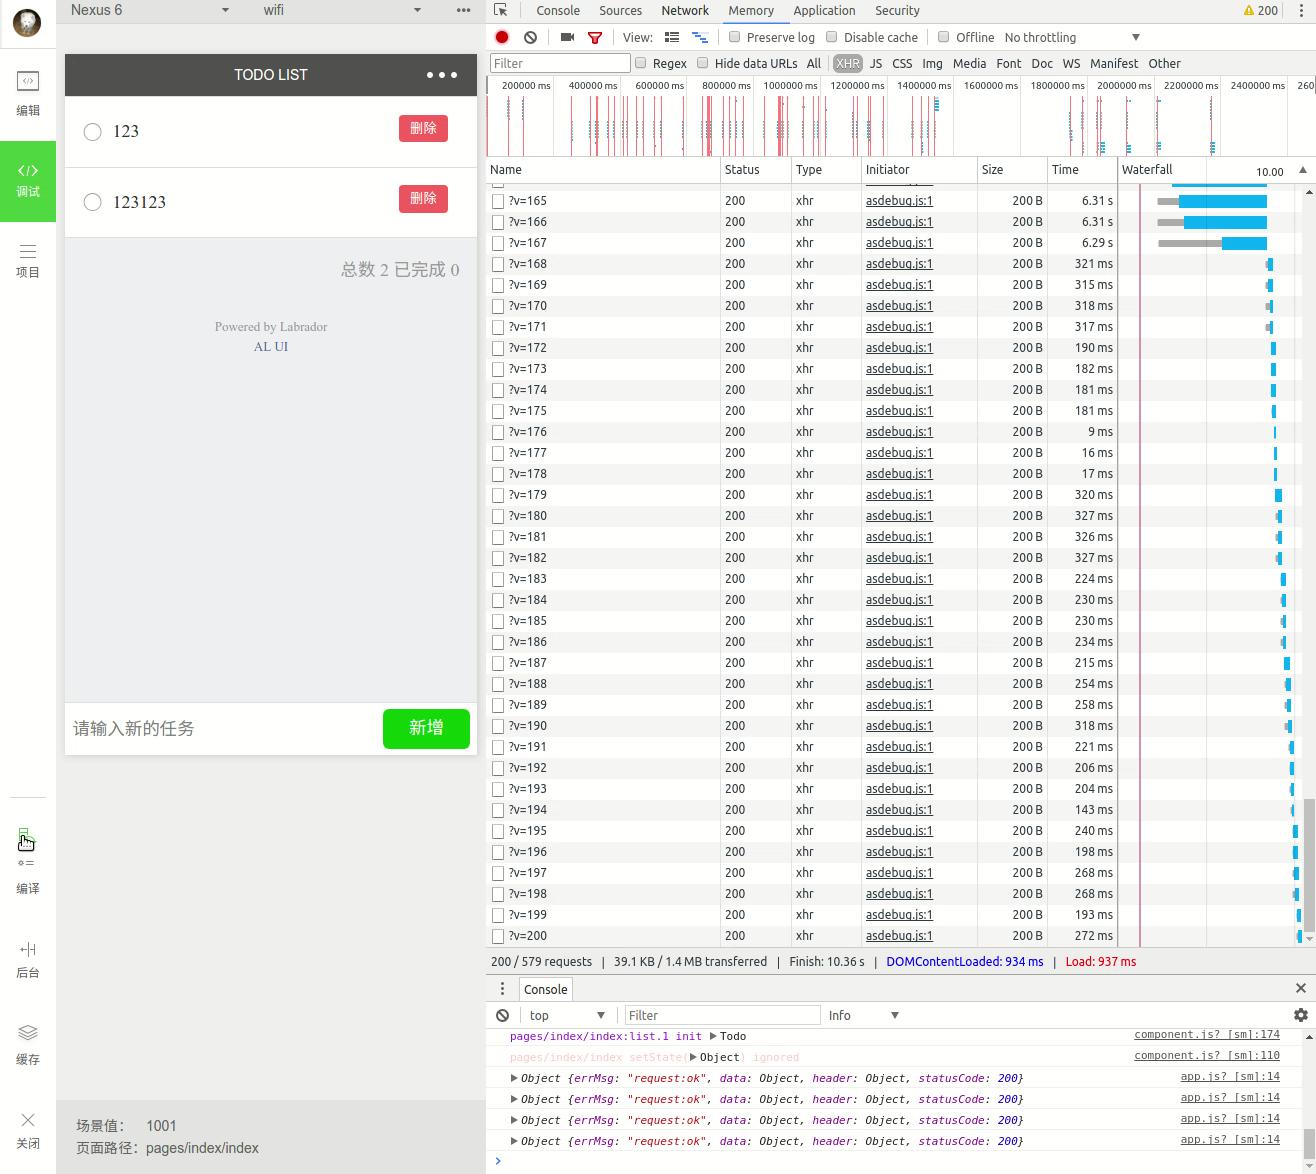 Nexus 6 wifi
编辑
调试
项目
编译
后台
缓存
关闭
TODO LIST
123 删除
123123 删除
总数 2 已完成 0
Powered by Labrador
AL UI
请输入新的任务 新增
场景值： 1001
页面路径： pages/index/index
Console Sources Network Memory Application Security 200
View: Preserve log Disable cache Offline No throttling
Filter Regex Hide data URLs All XHR JS CSS Img Media Font Doc WS Manifest Other
200000 ms 400000 ms 600000 ms 800000 ms 1000000 ms 1200000 ms 1400000 ms 1600000 ms 1800000 ms 2000000 ms 2200000 ms 2400000 ms 260
Name Status Type Initiator Size Time Waterfall 10.00
?v=165 200 xhr asdebug.js:1 200 B 6.31 s
?v=166 200 xhr asdebug.js:1 200 B 6.31 s
?v=167 200 xhr asdebug.js:1 200 B 6.29 s
?v=168 200 xhr asdebug.js:1 200 B 321 ms
?v=169 200 xhr asdebug.js:1 200 B 315 ms
?v=170 200 xhr asdebug.js:1 200 B 318 ms
?v=171 200 xhr asdebug.js:1 200 B 317 ms
?v=172 200 xhr asdebug.js:1 200 B 190 ms
?v=173 200 xhr asdebug.js:1 200 B 182 ms
?v=174 200 xhr asdebug.js:1 200 B 181 ms
?v=175 200 xhr asdebug.js:1 200 B 181 ms
?v=176 200 xhr asdebug.js:1 200 B 9 ms
?v=177 200 xhr asdebug.js:1 200 B 16 ms
?v=178 200 xhr asdebug.js:1 200 B 17 ms
?v=179 200 xhr asdebug.js:1 200 B 320 ms
?v=180 200 xhr asdebug.js:1 200 B 327 ms
?v=181 200 xhr asdebug.js:1 200 B 326 ms
?v=182 200 xhr asdebug.js:1 200 B 327 ms
?v=183 200 xhr asdebug.js:1 200 B 224 ms
?v=184 200 xhr asdebug.js:1 200 B 230 ms
?v=185 200 xhr asdebug.js:1 200 B 230 ms
?v=186 200 xhr asdebug.js:1 200 B 234 ms
?v=187 200 xhr asdebug.js:1 200 B 215 ms
?v=188 200 xhr asdebug.js:1 200 B 254 ms
?v=189 200 xhr asdebug.js:1 200 B 258 ms
?v=190 200 xhr asdebug.js:1 200 B 318 ms
?v=191 200 xhr asdebug.js:1 200 B 221 ms
?v=192 200 xhr asdebug.js:1 200 B 206 ms
?v=193 200 xhr asdebug.js:1 200 B 204 ms
?v=194 200 xhr asdebug.js:1 200 B 143 ms
?v=195 200 xhr asdebug.js:1 200 B 240 ms
?v=196 200 xhr asdebug.js:1 200 B 198 ms
?v=197 200 xhr asdebug.js:1 200 B 268 ms
?v=198 200 xhr asdebug.js:1 200 B 268 ms
?v=199 200 xhr asdebug.js:1 200 B 193 ms
?v=200 200 xhr asdebug.js:1 200 B 272 ms
200 / 579 requests | 39.1 KB / 1.4 MB transferred | Finish: 10.36 s | DOMContentLoaded: 934 ms | Load: 937 ms
Console
top Filter Info
pages/index/index:list.1 init Todo component.js? [sm]:174
pages/index/index setState(Object) ignored component.js? [sm]:110
Object {errMsg: "request:ok", data: Object, header: Object, statusCode: 200} app.js? [sm]:14
Object {errMsg: "request:ok", data: Object, header: Object, statusCode: 200} app.js? [sm]:14
Object {errMsg: "request:ok", data: Object, header: Object, statusCode: 200} app.js? [sm]:14
Object {errMsg: "request:ok", data: Object, header: Object, statusCode: 200} app.js? [sm]:14